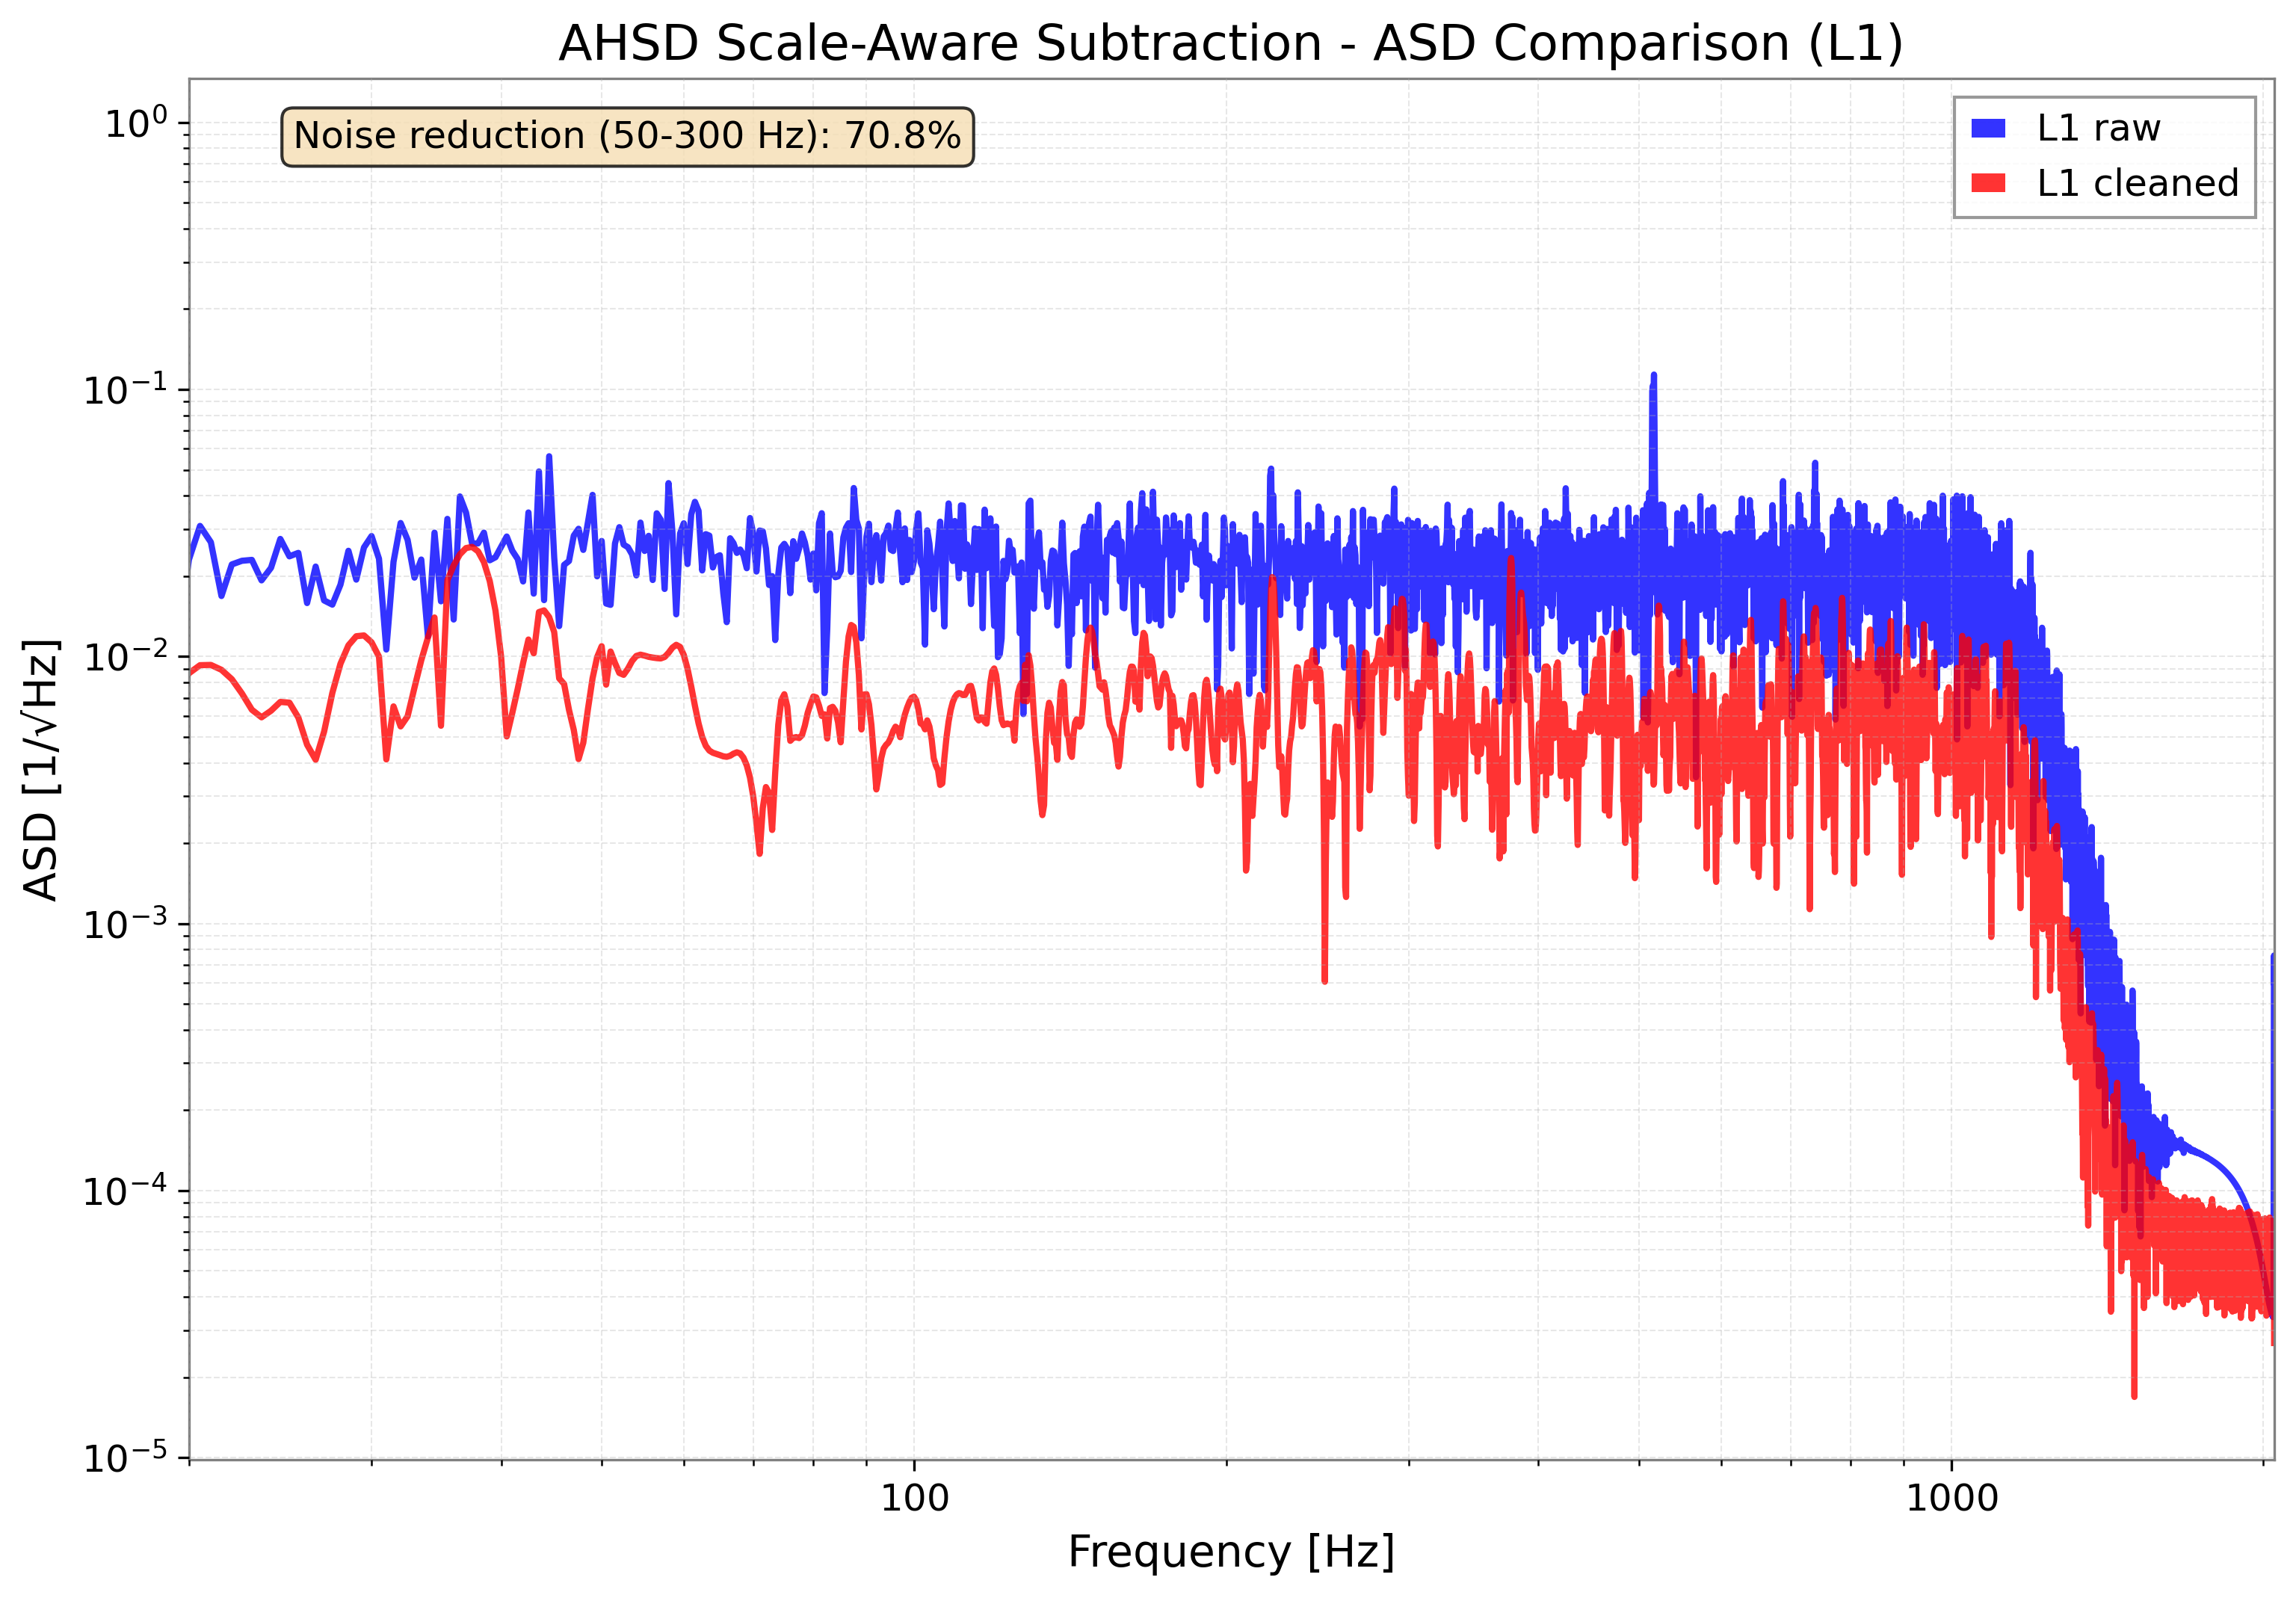 AHSD Scale-Aware Subtraction - ASD Comparison (L1)
Noise reduction (50-300 Hz): 70.8%
L1 raw
L1 cleaned
10⁰
10⁻¹
10⁻²
10⁻³
10⁻⁴
10⁻⁵
ASD [1/√Hz]
100
1000
Frequency [Hz]